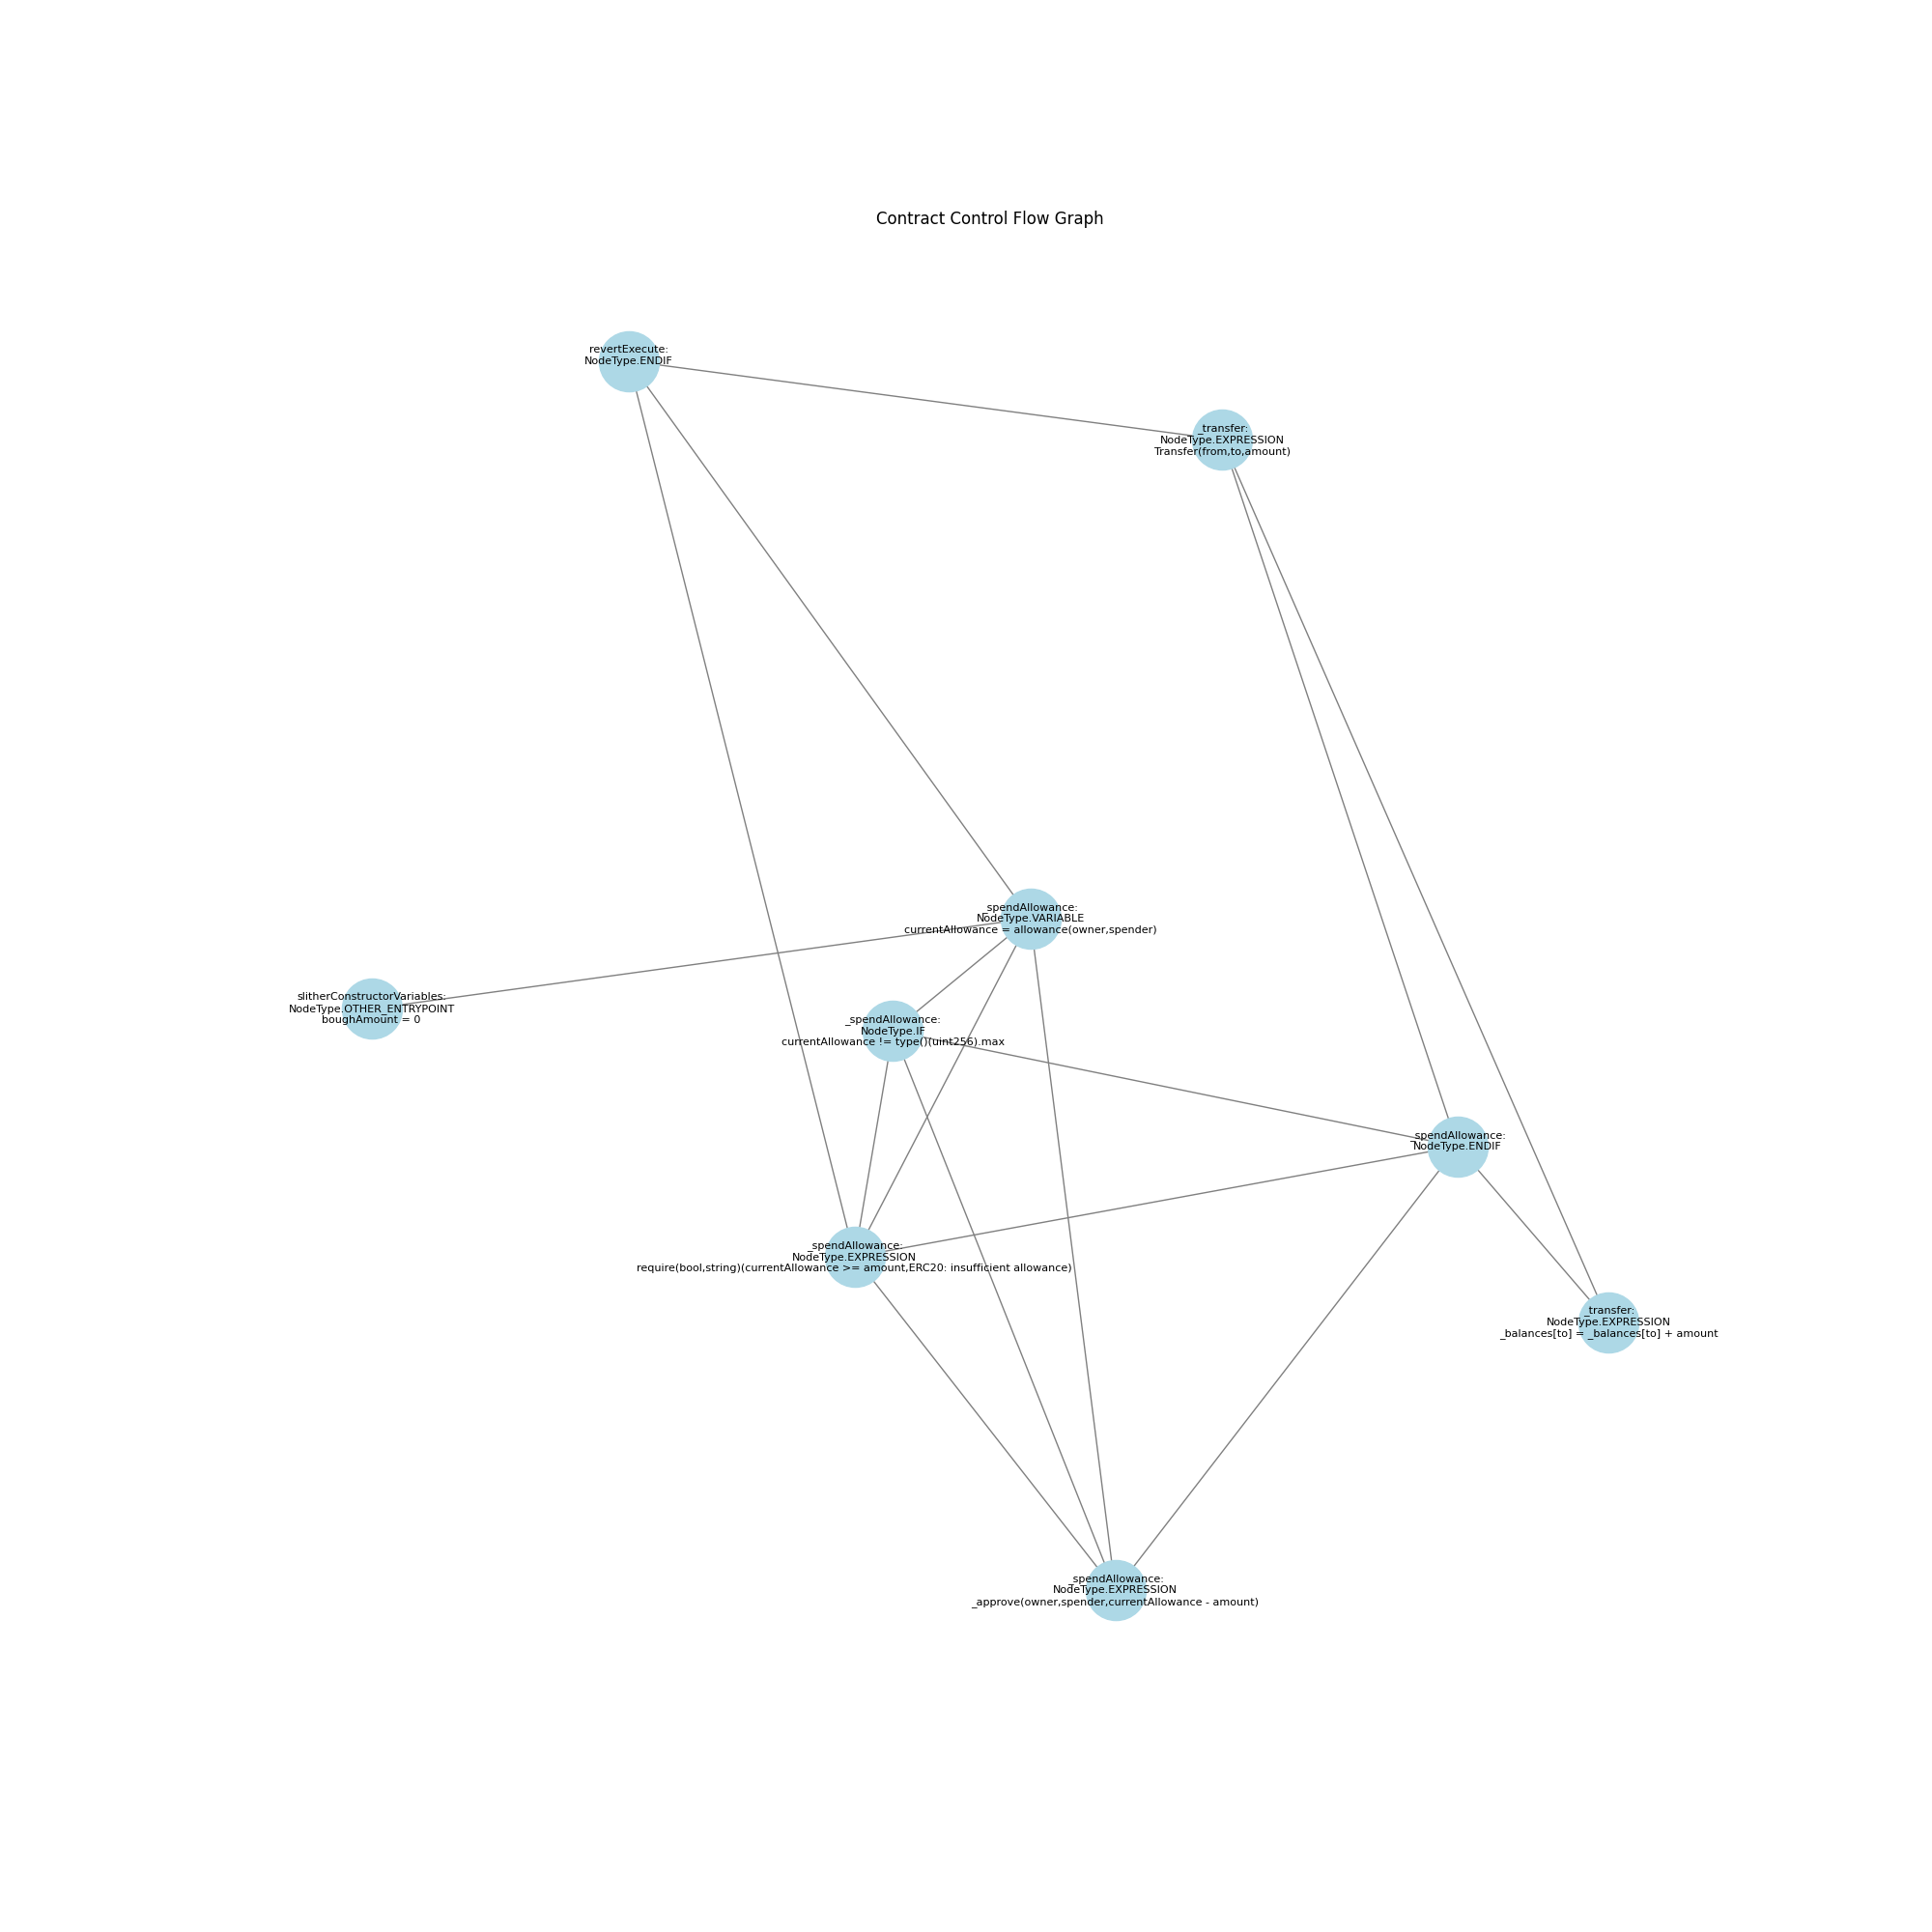 Contract Control Flow Graph
revertExecute:
NodeType.ENDIF
_transfer:
NodeType.EXPRESSION
Transfer(from,to,amount)
_spendAllowance:
NodeType.VARIABLE
currentAllowance = allowance(owner,spender)
slitherConstructorVariables:
NodeType.OTHER_ENTRYPOINT
boughAmount = 0
_spendAllowance:
NodeType.IF
currentAllowance != type()(uint256).max
_spendAllowance:
NodeType.ENDIF
_spendAllowance:
NodeType.EXPRESSION
require(bool,string)(currentAllowance >= amount,ERC20: insufficient allowance)
_transfer:
NodeType.EXPRESSION
_balances[to] = _balances[to] + amount
_spendAllowance:
NodeType.EXPRESSION
_approve(owner,spender,currentAllowance - amount)